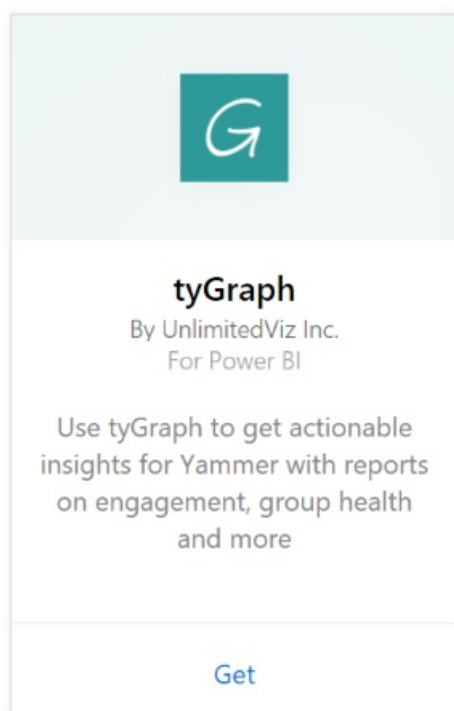 G
tyGraph
By UnlimitedViz Inc.
For Power BI
Use tyGraph to get actionable
insights for Yammer with reports
on engagement, group health
and more
Get